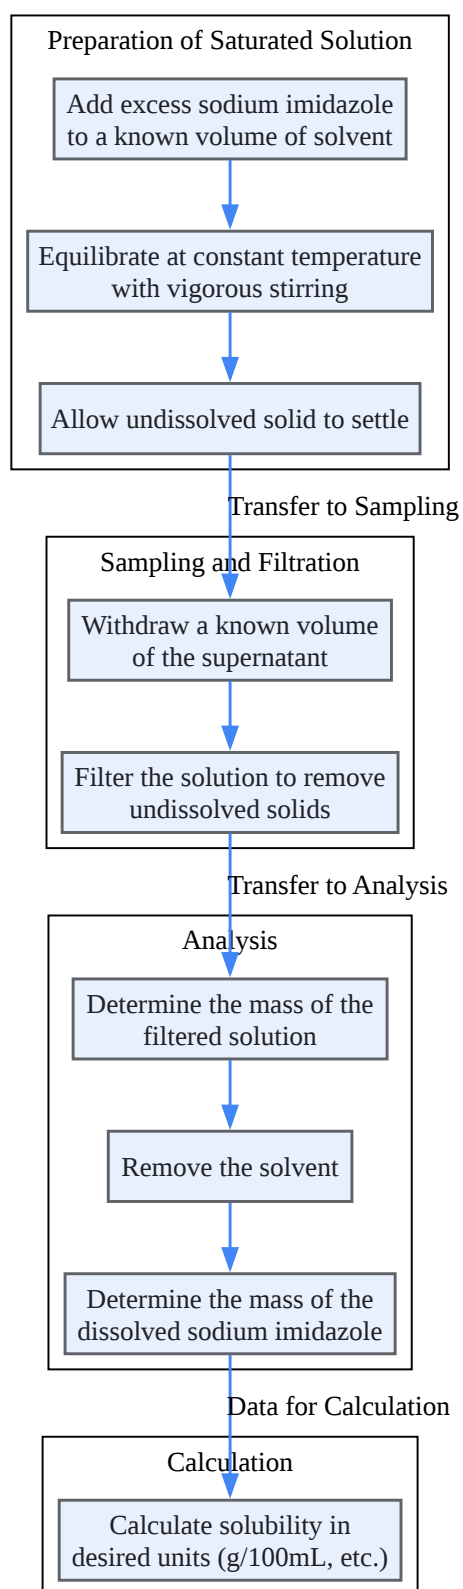 Preparation of Saturated Solution
Add excess sodium imidazole
to a known volume of solvent
Equilibrate at constant temperature
with vigorous stirring
Allow undissolved solid to settle
Transfer to Sampling
Sampling and Filtration
Withdraw a known volume
of the supernatant
Filter the solution to remove
undissolved solids
Transfer to Analysis
Analysis
Determine the mass of the
filtered solution
Remove the solvent
Determine the mass of the
dissolved sodium imidazole
Data for Calculation
Calculation
Calculate solubility in
desired units (g/100mL, etc.)